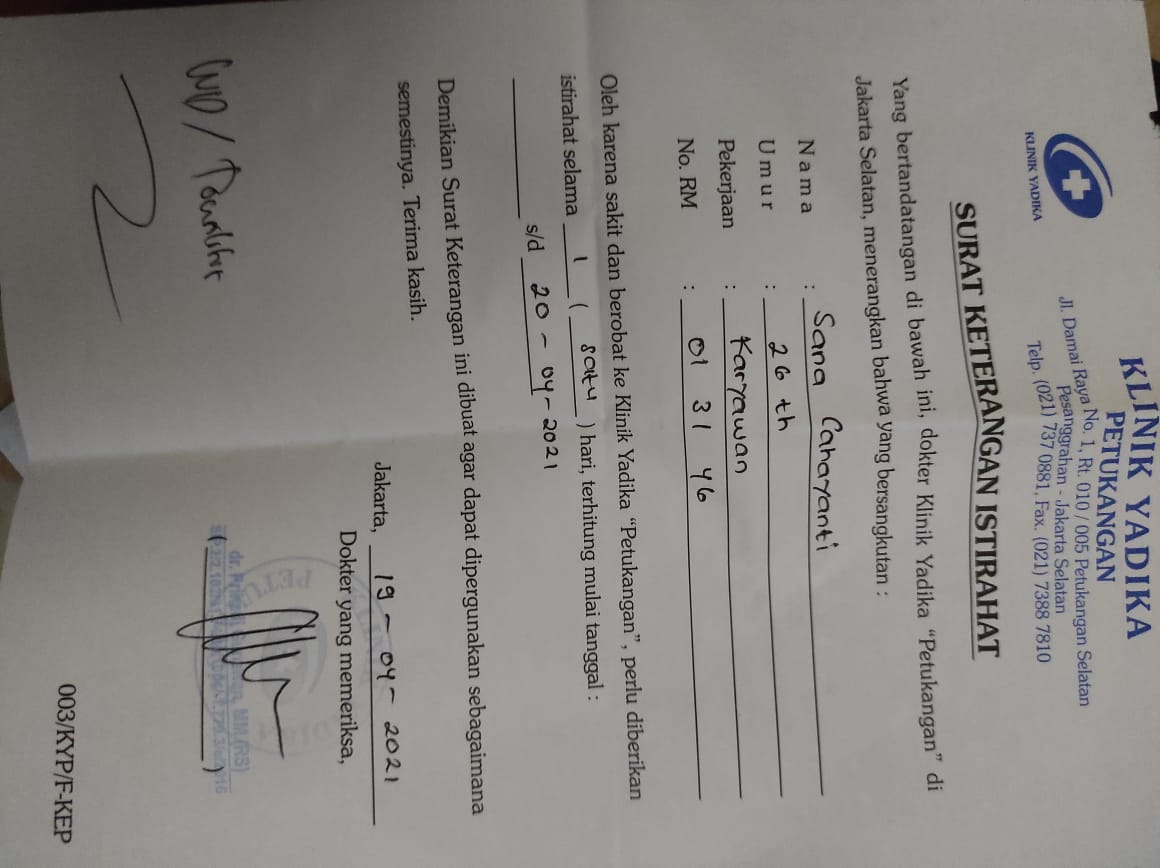 KLINIK YADIKA
PETUKANGAN
Jl. Damai Raya No. 1, Rt. 010 / 005 Petukangan Selatan
Pesanggrahan - Jakarta Selatan
Telp. (021) 737 0881, Fax. (021) 7388 7810
KLINIK YADIKA
SURAT KETERANGAN ISTIRAHAT
Yang bertandatangan di bawah ini, dokter Klinik Yadika “Petukangan” di
Jakarta Selatan, menerangkan bahwa yang bersangkutan :
Nama : Sana Cahayanti
Umur : 26 th
Pekerjaan : Karyawan
No. RM : 01 31 46
Oleh karena sakit dan berobat ke Klinik Yadika “Petukangan”, perlu diberikan
istirahat selama 1 ( satu ) hari, terhitung mulai tanggal :
s/d 20-04-2021
Demikian Surat Keterangan ini dibuat agar dapat dipergunakan sebagaimana
semestinya. Terima kasih.
Jakarta, 19-04-2021
Dokter yang memeriksa,
dr. MM.(RS)
( )
003/KYP/F-KEP